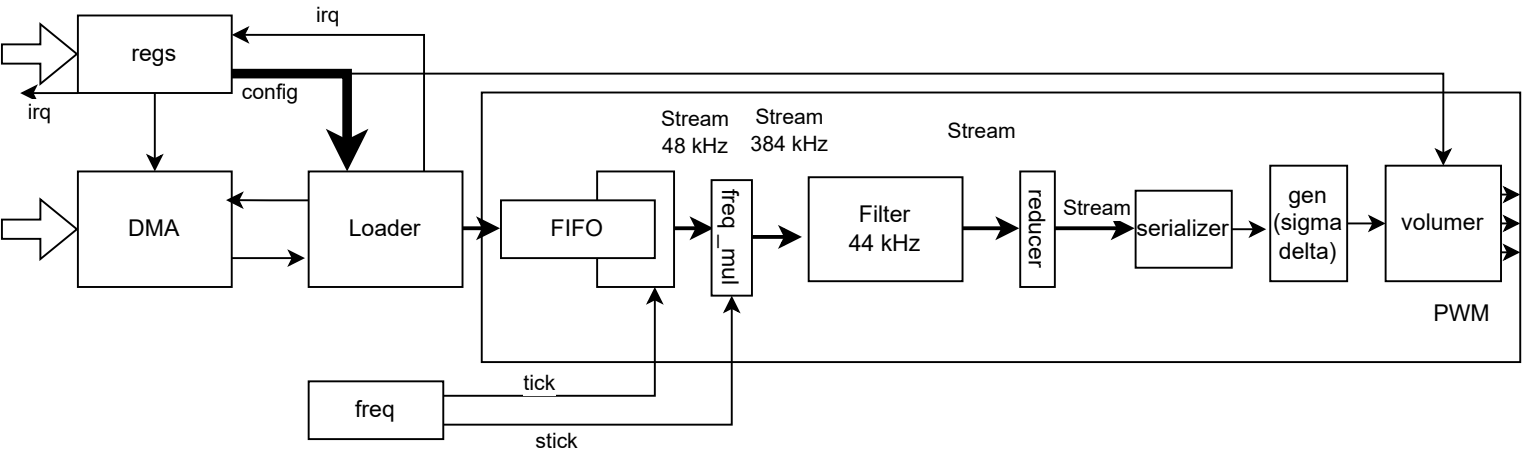 irq
regs
config
irq
Stream
48 kHz
Stream
384 kHz
Stream
DMA
Loader
FIFO
freq_mul
Filter
44 kHz
reducer
Stream
serializer
gen
(sigma
delta)
volumer
PWM
tick
freq
stick